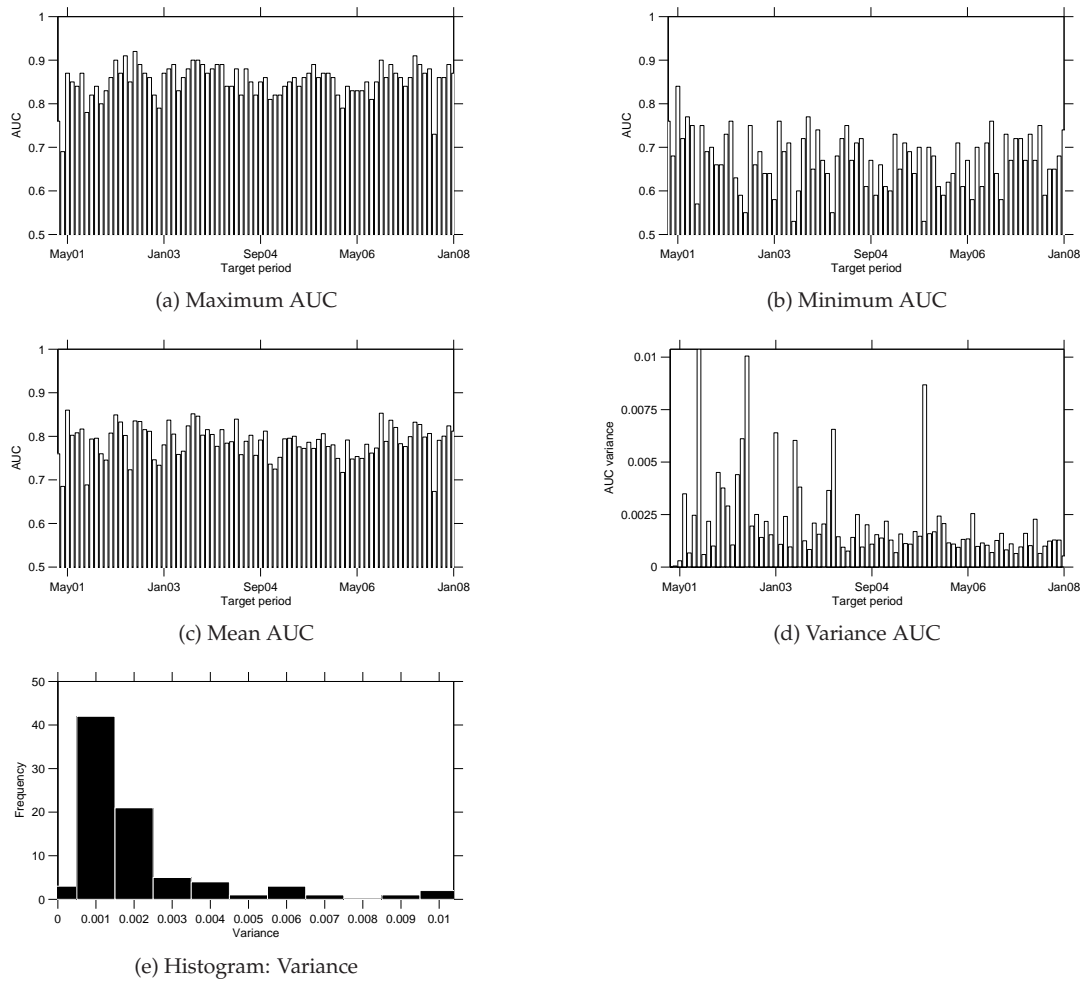 1
0.9
0.8
0.7
0.6
0.5
AUC
May01 Jan03 Sep04 May06 Jan08
Target period
(a) Maximum AUC
1
0.9
0.8
0.7
0.6
0.5
AUC
May01 Jan03 Sep04 May06 Jan08
Target period
(b) Minimum AUC
1
0.9
0.8
0.7
0.6
0.5
AUC
May01 Jan03 Sep04 May06 Jan08
Target period
(c) Mean AUC
0.01
0.0075
0.005
0.0025
0
AUC variance
May01 Jan03 Sep04 May06 Jan08
Target period
(d) Variance AUC
50
40
30
20
10
0
Frequency
0 0.001 0.002 0.003 0.004 0.005 0.006 0.007 0.008 0.009 0.01
Variance
(e) Histogram: Variance